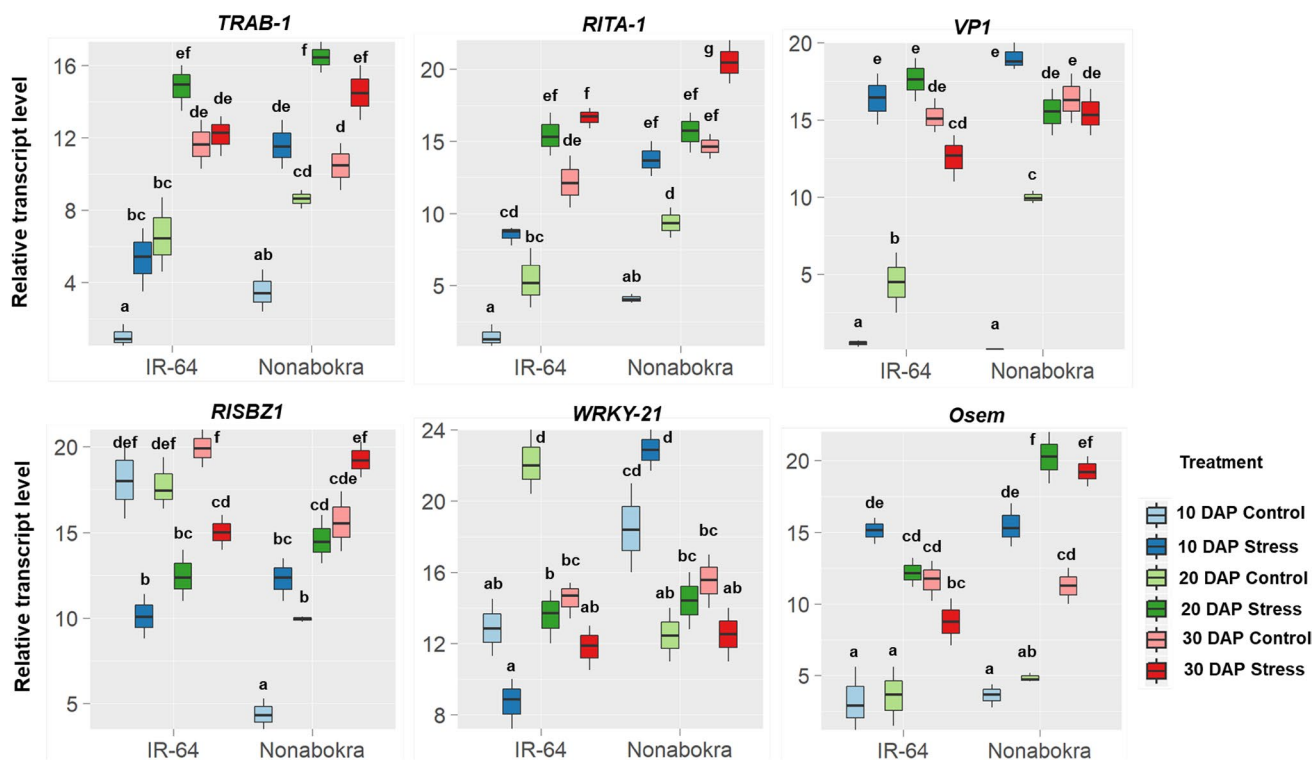 TRAB-1
RITA-1
VP1
Relative transcript level
16
12
8
4
a
bc
bc
ef
de
de
ab
de
cd
f
d
ef
IR-64
Nonabokra
20
15
10
5
a
cd
bc
ef
de
f
ab
ef
d
ef
ef
g
IR-64
Nonabokra
20
15
10
5
a
e
b
e
de
cd
a
e
c
de
e
de
IR-64
Nonabokra
RISBZ1
WRKY-21
Osem
Relative transcript level
20
15
10
5
def
b
def
bc
f
cd
a
bc
b
cd
cde
ef
IR-64
Nonabokra
24
20
16
12
8
ab
a
d
b
bc
ab
cd
d
ab
bc
bc
ab
IR-64
Nonabokra
20
15
10
5
a
de
a
cd
cd
bc
a
de
ab
f
cd
ef
IR-64
Nonabokra
Treatment
10 DAP Control
10 DAP Stress
20 DAP Control
20 DAP Stress
30 DAP Control
30 DAP Stress